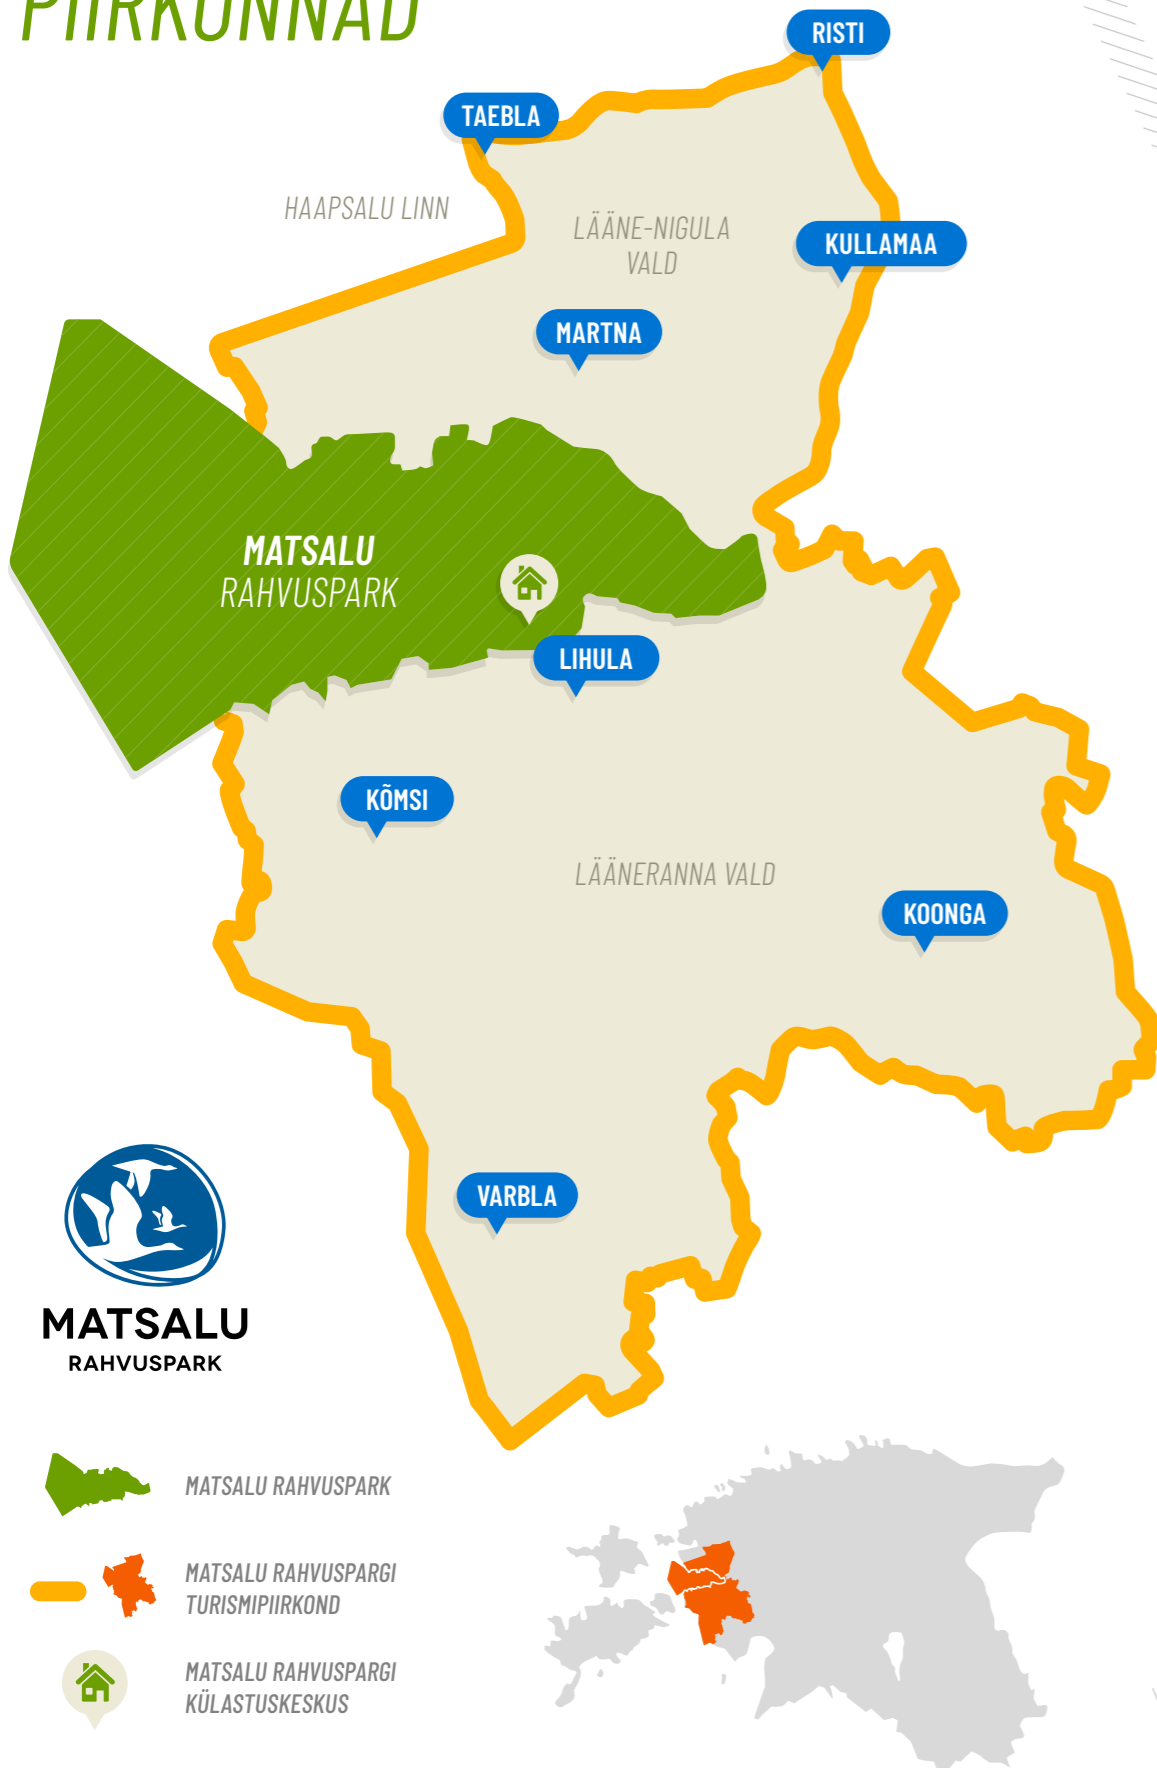 PIIRKONNAD
RISTI
TAEBLA
HAAPSALU LINN
LÄÄNE-NIGULA
VALD
KULLAMAA
MARTNA
MATSALU
RAHVUSPARK
LIHULA
KÕMSI
LÄÄNERANNA VALD
KOONGA
VARBLA
MATSALU
RAHVUSPARK
MATSALU RAHVUSPARK
MATSALU RAHVUSPARGI
TURISMIPIIRKOND
MATSALU RAHVUSPARGI
KÜLASTUSKESKUS